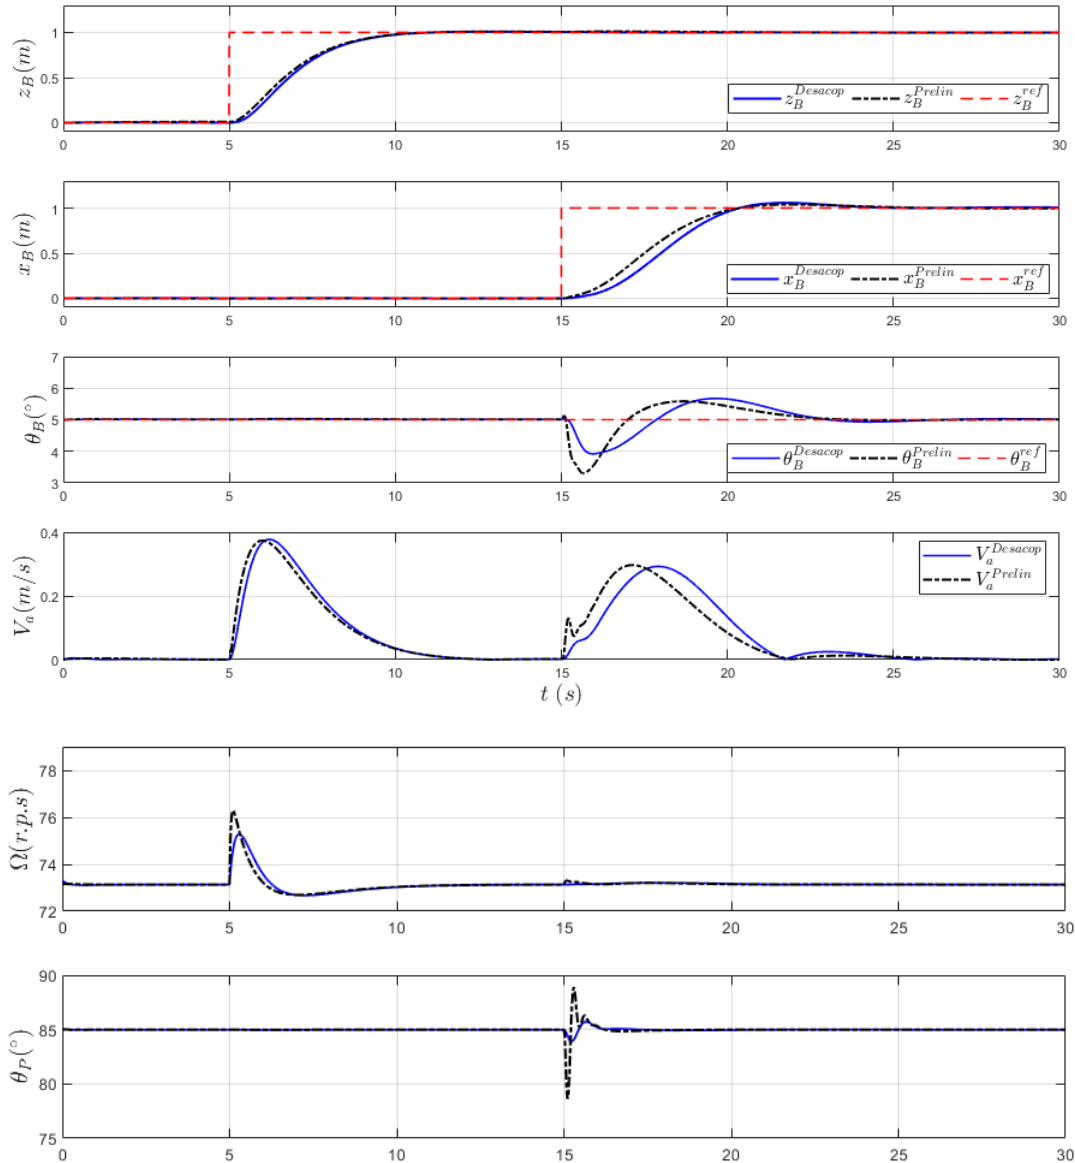 z_B(m)
1
0.5
0
z_B^Desacop z_B^Prelin z_B^ref
0 5 10 15 20 25 30
x_B(m)
1
0.5
0
x_B^Desacop x_B^Prelin x_B^ref
0 5 10 15 20 25 30
θ_B(°)
7
6
5
4
3
θ_B^Desacop θ_B^Prelin θ_B^ref
0 5 10 15 20 25 30
V_a(m/s)
0.4
0.2
0
V_a^Desacop
V_a^Prelin
0 5 10 15 20 25 30
t (s)
Ω(r.p.s)
78
76
74
72
0 5 10 15 20 25 30
θ_P(°)
90
85
80
75
0 5 10 15 20 25 30